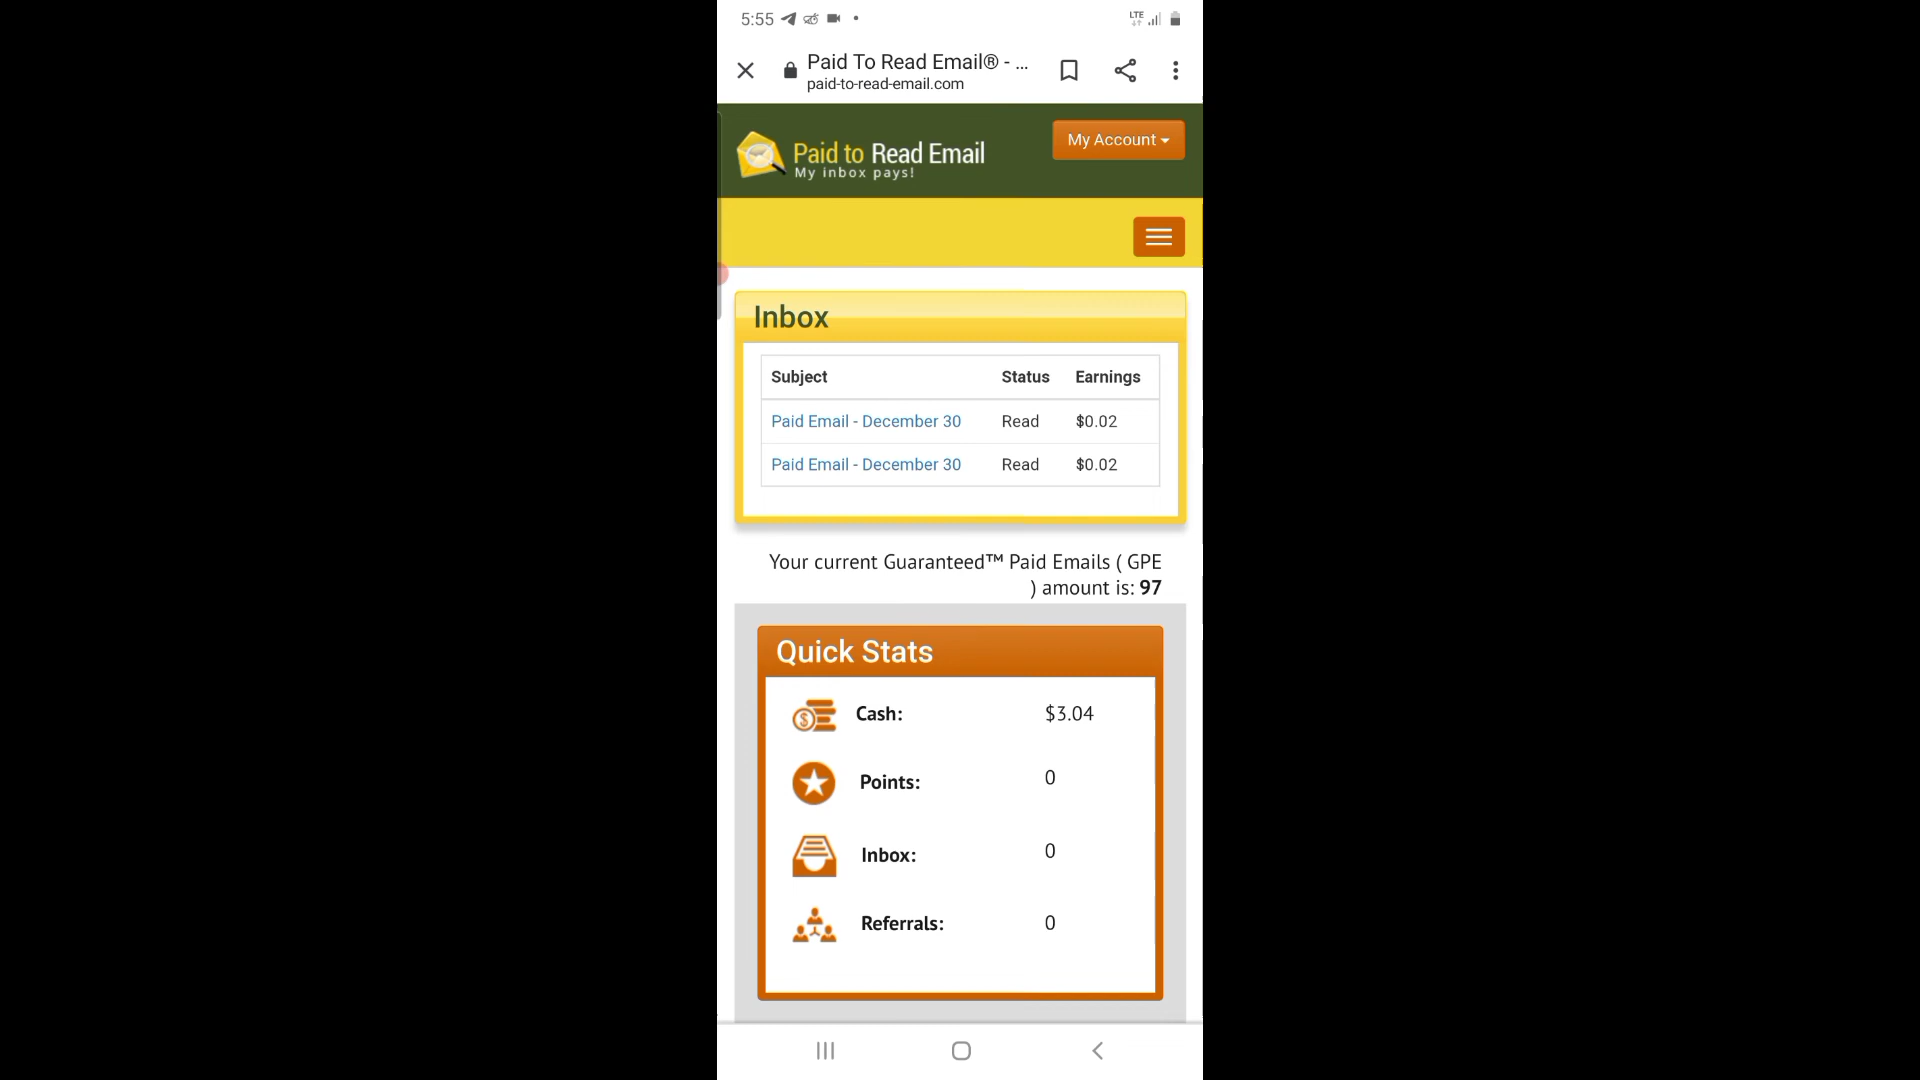 5:55
LTE
Paid To Read Email® - ...
paid-to-read-email.com
Paid to Read Email
My inbox pays!
My Account
Inbox
Subject Status Earnings
Paid Email - December 30 Read $0.02
Paid Email - December 30 Read $0.02
Your current Guaranteed™ Paid Emails ( GPE
) amount is: 97
Quick Stats
Cash: $3.04
Points: 0
Inbox: 0
Referrals: 0